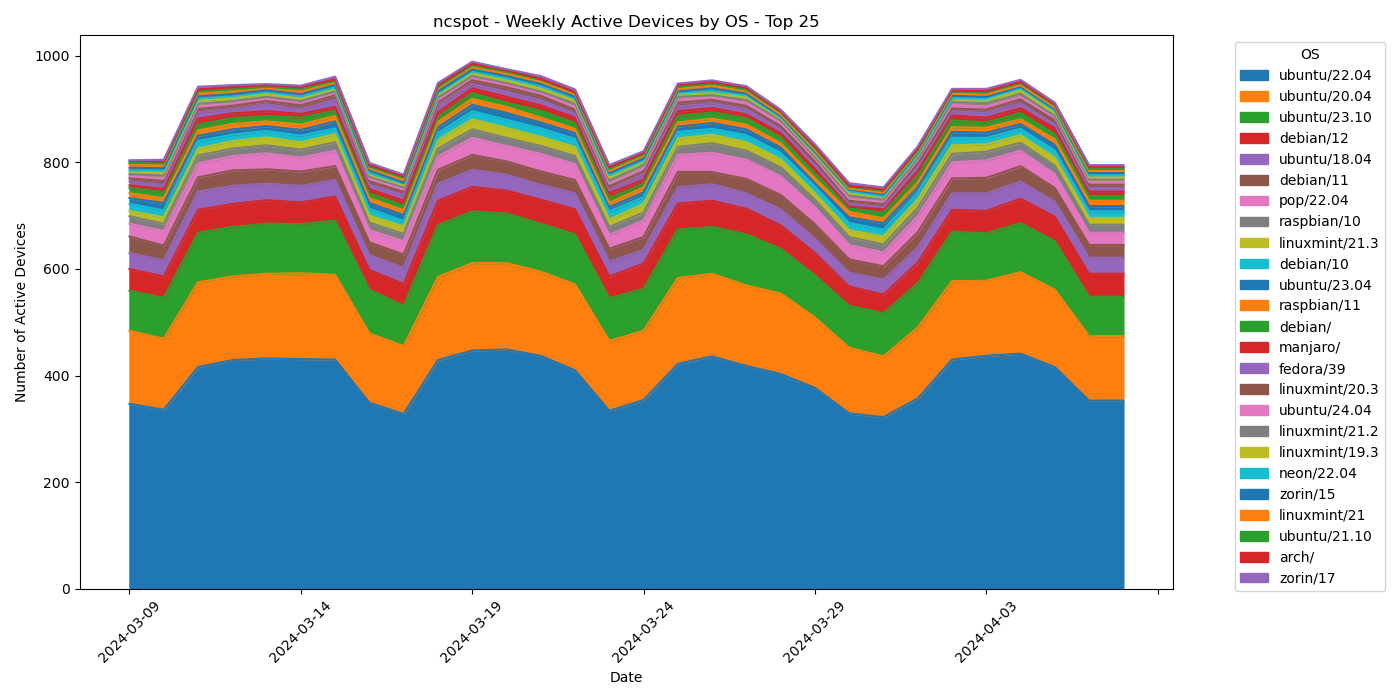 ncspot - Weekly Active Devices by OS - Top 25
Number of Active Devices
1000
800
600
400
200
0
2024-03-09
2024-03-14
2024-03-19
2024-03-24
2024-03-29
2024-04-03
Date
OS
ubuntu/22.04
ubuntu/20.04
ubuntu/23.10
debian/12
ubuntu/18.04
debian/11
pop/22.04
raspbian/10
linuxmint/21.3
debian/10
ubuntu/23.04
raspbian/11
debian/
manjaro/
fedora/39
linuxmint/20.3
ubuntu/24.04
linuxmint/21.2
linuxmint/19.3
neon/22.04
zorin/15
linuxmint/21
ubuntu/21.10
arch/
zorin/17